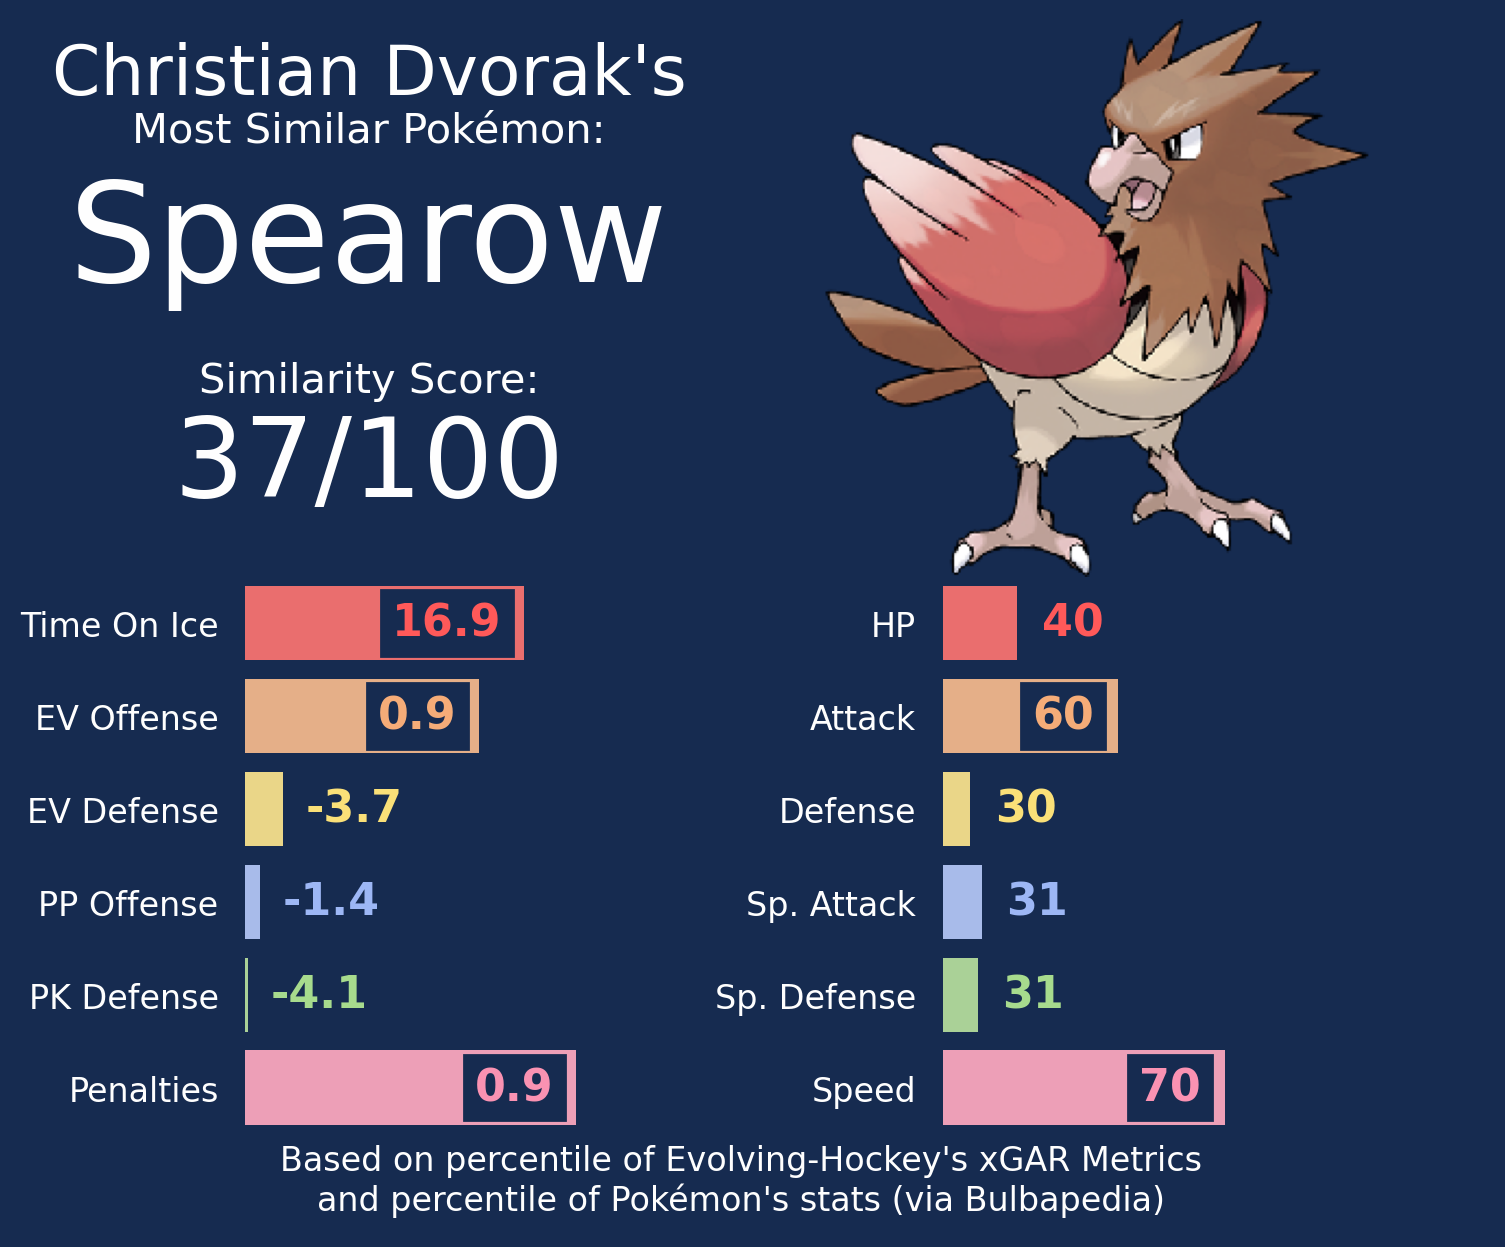 Christian Dvorak's
Most Similar Pokémon:
Spearow
Similarity Score:
37/100
Time On Ice 16.9
EV Offense 0.9
EV Defense -3.7
PP Offense -1.4
PK Defense -4.1
Penalties 0.9
HP 40
Attack 60
Defense 30
Sp. Attack 31
Sp. Defense 31
Speed 70
Based on percentile of Evolving-Hockey's xGAR Metrics
and percentile of Pokémon's stats (via Bulbapedia)